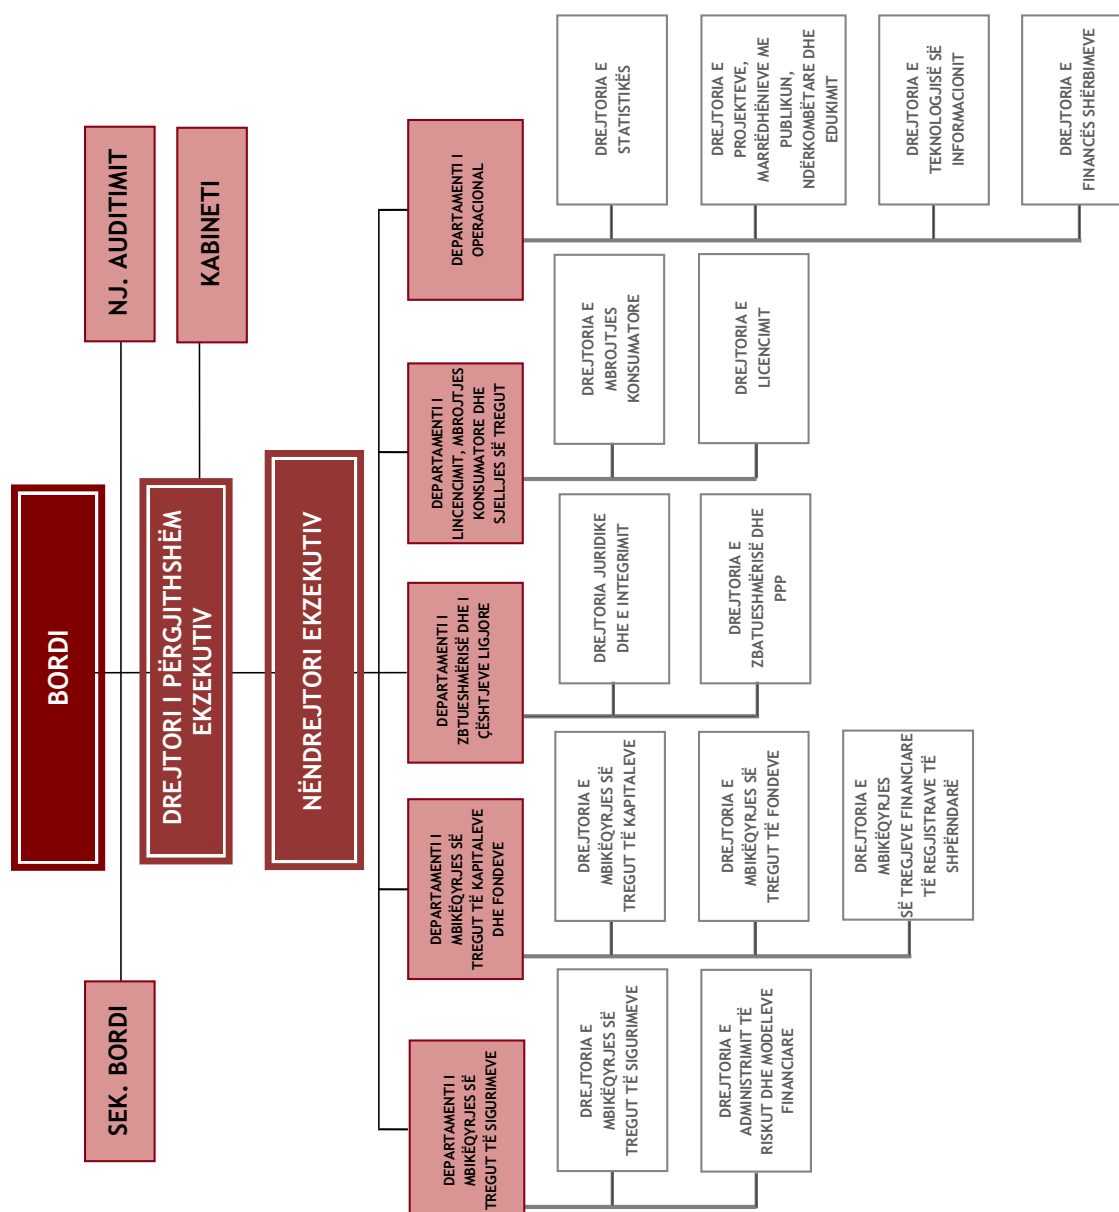 BORDI
SEK. BORDI
NJ. AUDITIMIT
DREJTORI I PËRGJITHSHËM
EKZEKUTIV
KABINETI
NËNDREJTORI EKZEKUTIV
DEPARTAMENTI I
MBIKËQYRJES SË
TREGUT TË SIGURIMEVE
DEPARTAMENTI I
MBIKËQYRJES SË
TREGUT TË KAPITALEVE
DHE FONDEVE
DEPARTAMENTI I
ZBTUESHMËRISË DHE I
ÇËSHTJEVE LIGJORE
DEPARTAMENTI I
LINCENCIMIT, MBROJTJES
KONSUMATORE DHE
SJELLJES SË TREGUT
DEPARTAMENTI I
OPERACIONAL
DREJTORIA E
MBIKËQYRJES SË
TREGUT TË SIGURIMEVE
DREJTORIA E
ADMINISTRIMIT TË
RISKUT DHE MODELEVE
FINANCIARE
DREJTORIA E
MBIKËQYRJES SË
TREGUT TË KAPITALEVE
DREJTORIA E
MBIKËQYRJES SË
TREGUT TË FONDEVE
DREJTORIA E
MBIKËQYRJES
SË TREGJEVE FINANCIARE
TË REGJISTRAVE TË
SHPËRNDARË
DREJTORIA JURIDIKE
DHE E INTEGRIMIT
DREJTORIA E
ZBATUESHMËRISË DHE
PPP
DREJTORIA E
MBROJTJES
KONSUMATORE
DREJTORIA E
LICENCIMIT
DREJTORIA E
STATISTIKËS
DREJTORIA E
PROJEKTEVE,
MARRËDHËNIEVE ME
PUBLIKUN,
NDËRKOMBËTARE DHE
EDUKIMIT
DREJTORIA E
TEKNOLOGJISË SË
INFORMACIONIT
DREJTORIA E
FINANCËS SHËRBIMEVE